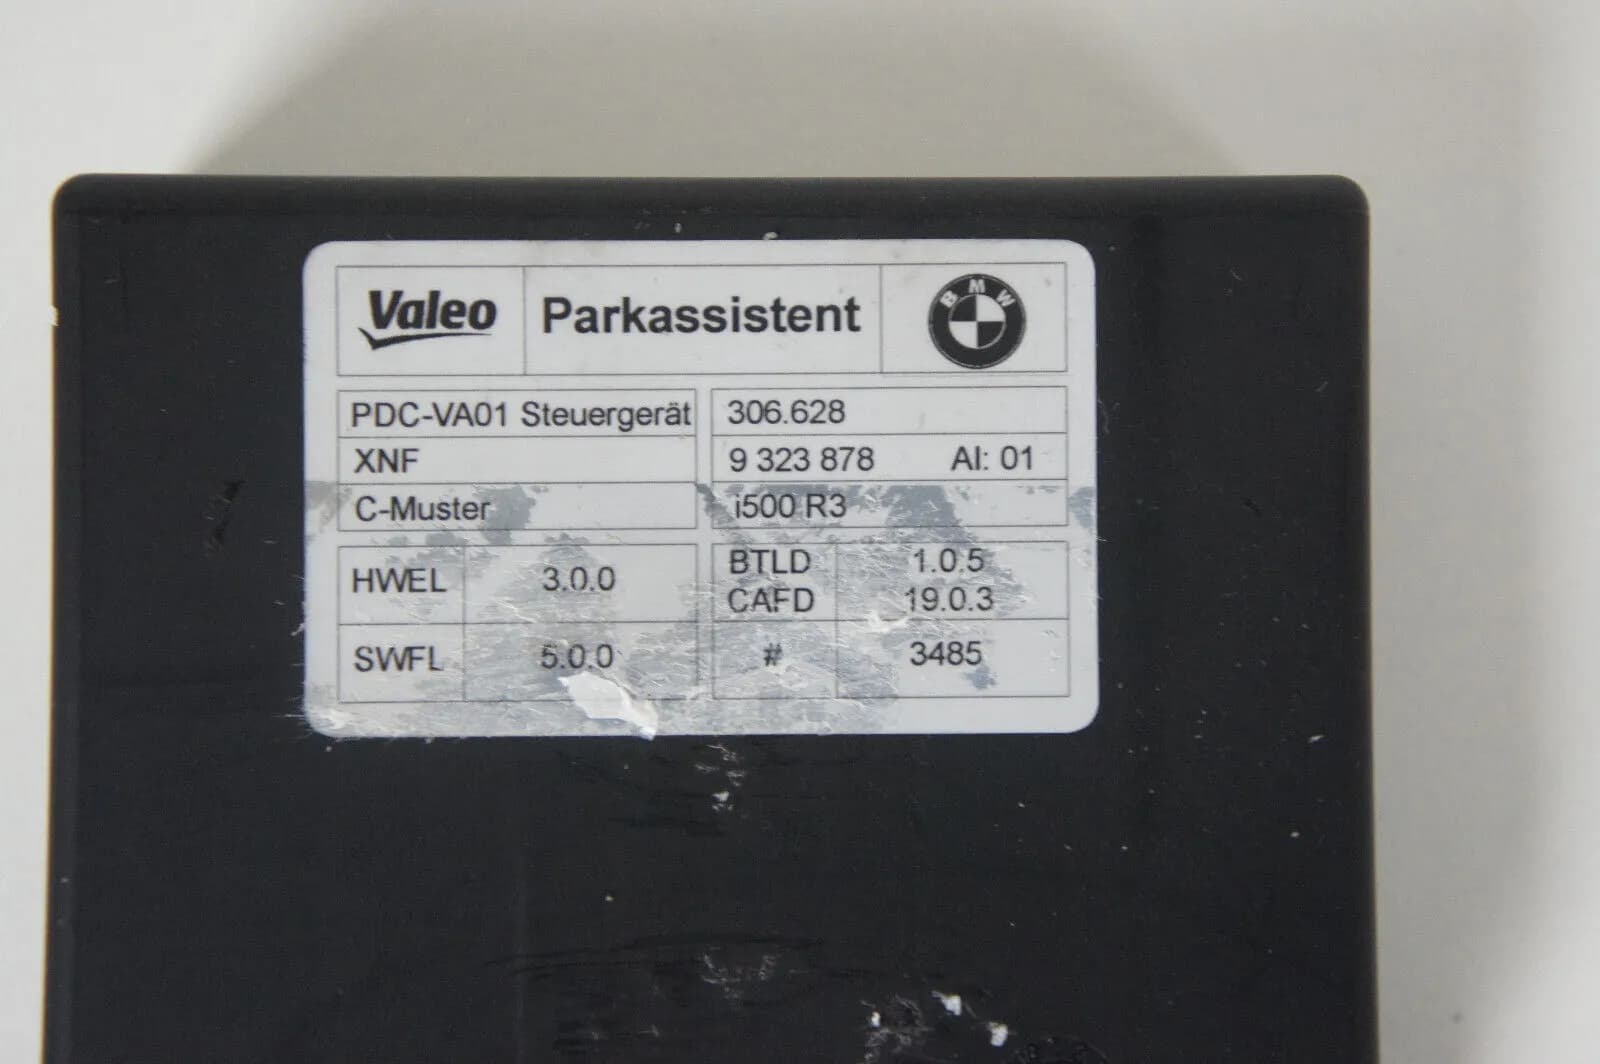 Valeo Parkassistent BMW
PDC-VA01 Steuergerät 306.628
XNF 9 323 878 AI: 01
C-Muster i500 R3
HWEL 3.0.0 BTLD 1.0.5
CAFD 19.0.3
SWFL 5.0.0 # 3485